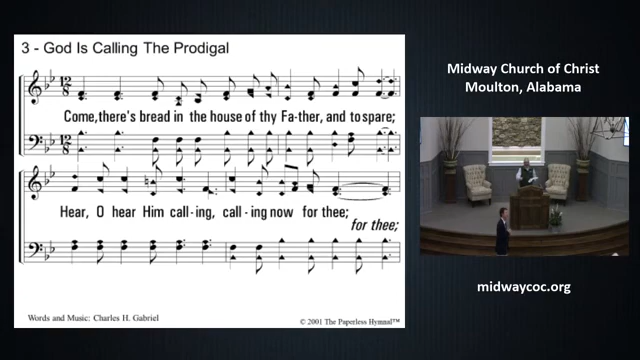 3 - God Is Calling The Prodigal
Come, there's bread in the house of thy Fa-ther, and to spare;
Hear, O hear Him call-ing, call-ing now for thee;
for thee;
Words and Music: Charles H. Gabriel
© 2001 The Paperless Hymnal™
Midway Church of Christ
Moulton, Alabama
midwaycoc.org